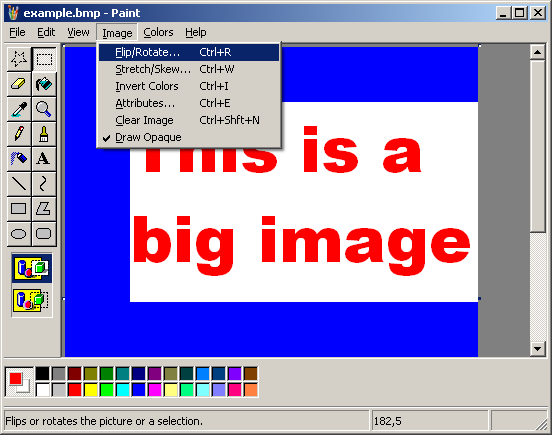 example.bmp - Paint
File Edit View Image Colors Help
Flip/Rotate... Ctrl+R
Stretch/Skew... Ctrl+W
Invert Colors Ctrl+I
Attributes... Ctrl+E
Clear Image Ctrl+Shft+N
Draw Opaque
A
This is a
big image
Flips or rotates the picture or a selection. 182,5